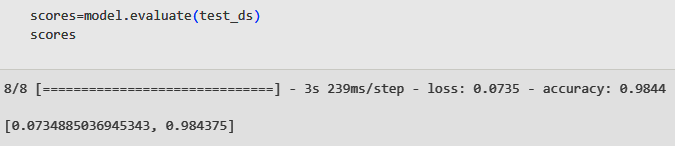 scores=model.evaluate(test_ds)
scores
8/8 [==============================] - 3s 239ms/step - loss: 0.0735 - accuracy: 0.9844
[0.0734885036945343, 0.984375]